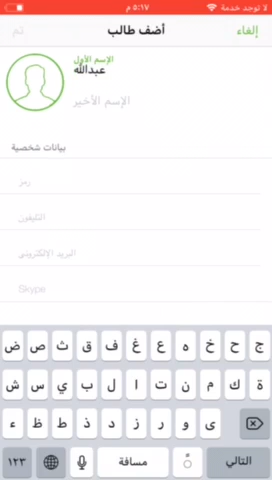 لا توجد خدمة ٥:١٧ م
إلغاء أضف طالب تم
الإسم الأول
عبدالله
الإسم الأخير
بيانات شخصية
رمز
التليفون
البريد الإلكتروني
Skype
ض ص ث ق ف غ ع ه خ ح ج
ش س ي ب ل ا ت ن م ك ة
ء ظ ط ذ د ز ر و ى
١٢٣ مسافة التالي